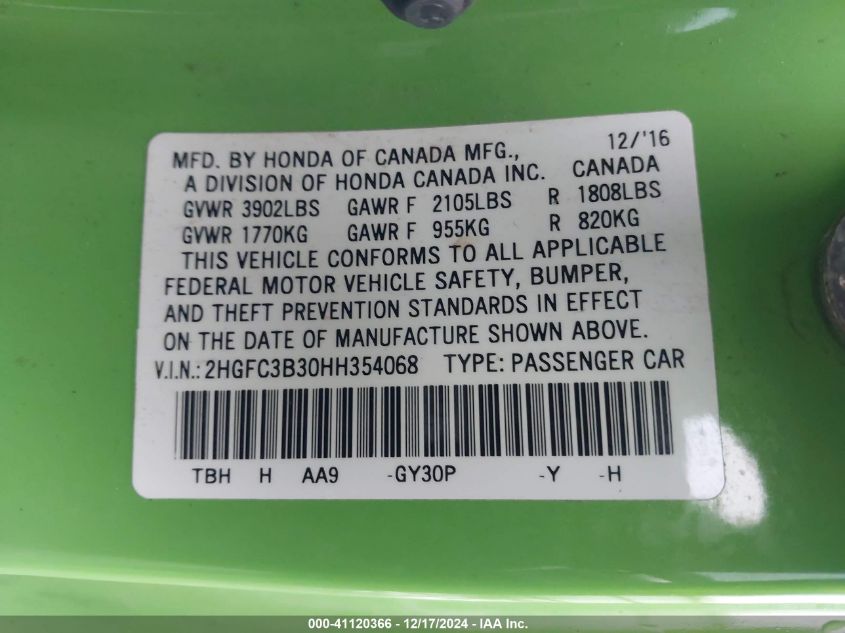 12/'16
MFD. BY HONDA OF CANADA MFG.,
A DIVISION OF HONDA CANADA INC. CANADA
GVWR 3902LBS GAWR F 2105LBS R 1808LBS
GVWR 1770KG GAWR F 955KG R 820KG
THIS VEHICLE CONFORMS TO ALL APPLICABLE
FEDERAL MOTOR VEHICLE SAFETY, BUMPER,
AND THEFT PREVENTION STANDARDS IN EFFECT
ON THE DATE OF MANUFACTURE SHOWN ABOVE.
V.I.N.: 2HGFC3B30HH354068 TYPE: PASSENGER CAR
TBH H AA9 -GY30P -Y -H
000-41120366 - 12/17/2024 - IAA Inc.